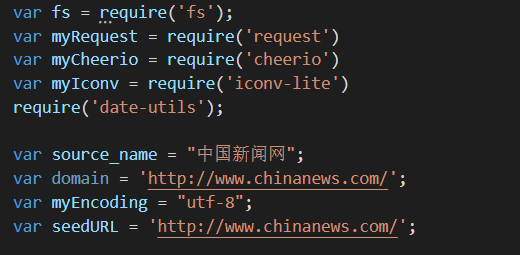 var fs = require('fs');
var myRequest = require('request')
var myCheerio = require('cheerio')
var myIconv = require('iconv-lite')
require('date-utils');
var source_name = "中国新闻网";
var domain = 'http://www.chinanews.com/';
var myEncoding = "utf-8";
var seedURL = 'http://www.chinanews.com/';